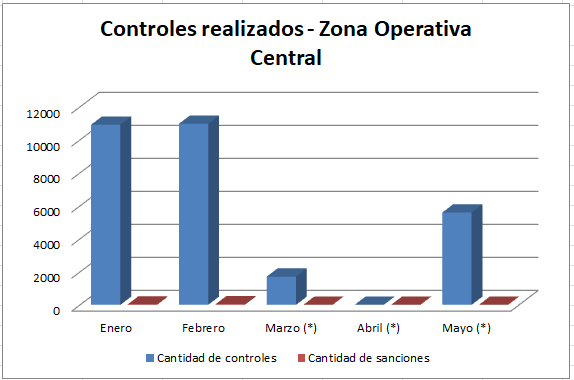 Controles realizados - Zona Operativa
Central
12000
10000
8000
6000
4000
2000
0
Enero Febrero Marzo (*) Abril (*) Mayo (*)
Cantidad de controles Cantidad de sanciones